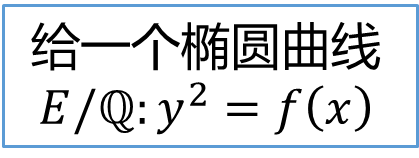 给一个椭圆曲线
E/ℚ: y² = f(x)